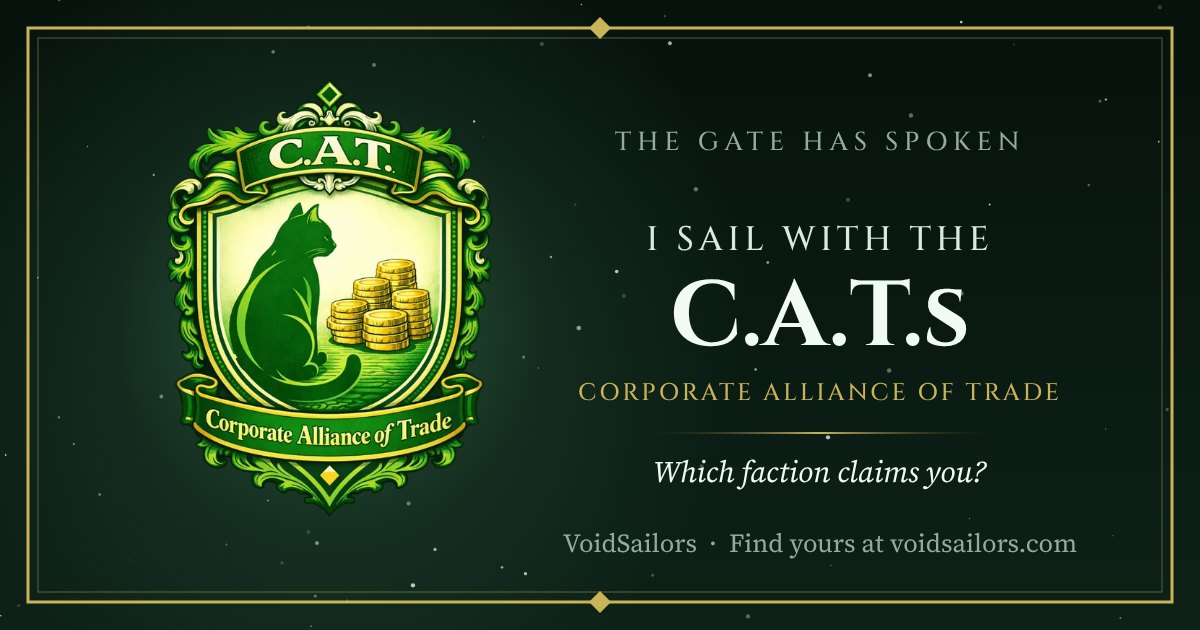 C.A.T.
Corporate Alliance of Trade
THE GATE HAS SPOKEN
I SAIL WITH THE
C.A.T.s
CORPORATE ALLIANCE OF TRADE
Which faction claims you?
VoidSailors · Find yours at voidsailors.com